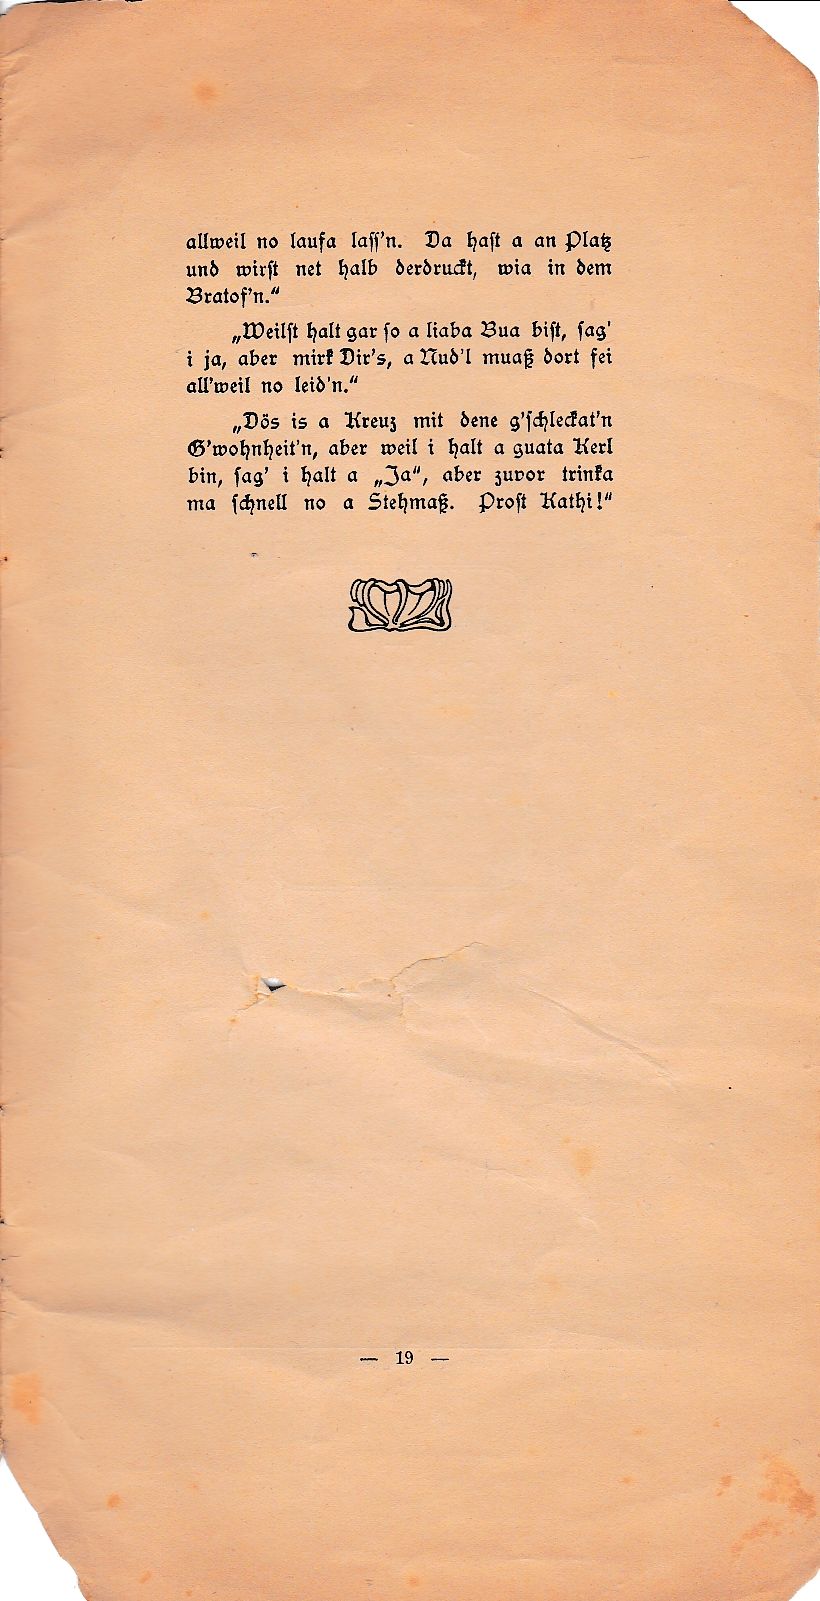 allweil no laufa lass'n. Da hast a an Platz
und wirst net halb derdruckt, wia in dem
Bratof'n.“
„Weilst halt gar so a liaba Bua bist, sag'
i ja, aber mirk Dir's, a Nud'l muaß dort fei
all'weil no leid'n.“
„Dös is a Kreuz mit dene g'schleckat'n
G'wohnheit'n, aber weil i halt a guata Kerl
bin, sag' i halt a „Ja“, aber zuvor trinka
ma schnell no a Stehmaß. Prost Kathi!“
— 19 —